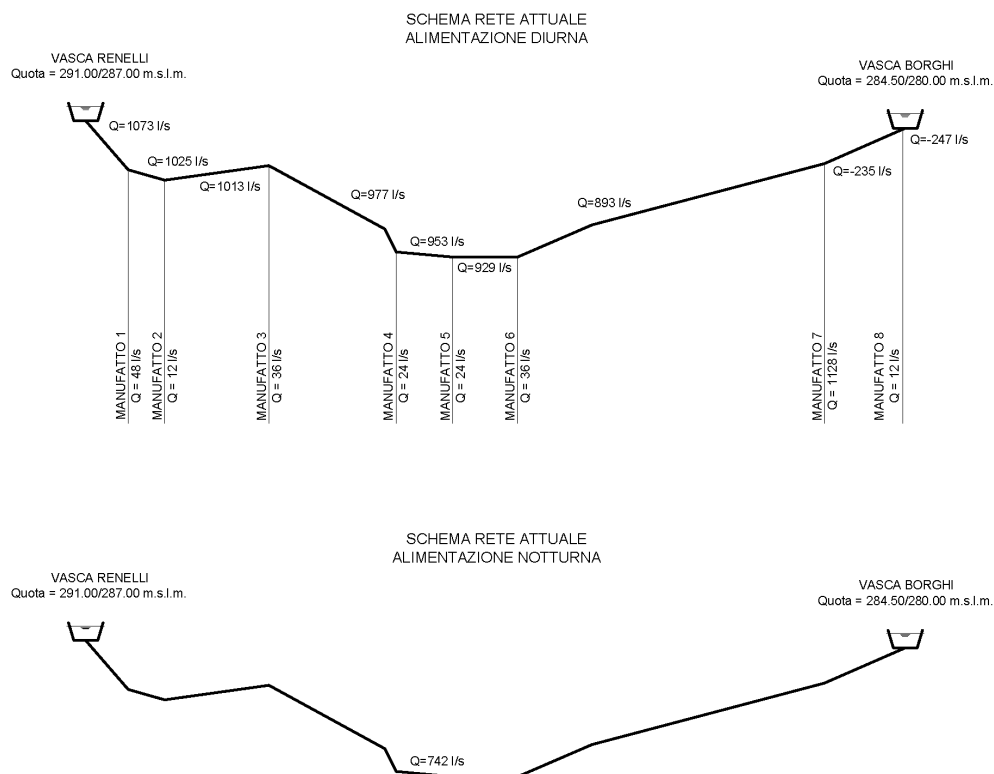 SCHEMA RETE ATTUALE
ALIMENTAZIONE DIURNA
VASCA RENELLI
Quota = 291.00/287.00 m.s.l.m.
VASCA BORGHI
Quota = 284.50/280.00 m.s.l.m.
Q=1073 l/s
Q=1025 l/s
Q=1013 l/s
Q=977 l/s
Q=953 l/s
Q=929 l/s
Q=893 l/s
Q=-235 l/s
Q=-247 l/s
MANUFATTO 1
Q = 48 l/s
MANUFATTO 2
Q = 12 l/s
MANUFATTO 3
Q = 36 l/s
MANUFATTO 4
Q = 24 l/s
MANUFATTO 5
Q = 24 l/s
MANUFATTO 6
Q = 36 l/s
MANUFATTO 7
Q = 1128 l/s
MANUFATTO 8
Q = 12 l/s
SCHEMA RETE ATTUALE
ALIMENTAZIONE NOTTURNA
VASCA RENELLI
Quota = 291.00/287.00 m.s.l.m.
VASCA BORGHI
Quota = 284.50/280.00 m.s.l.m.
Q=742 l/s